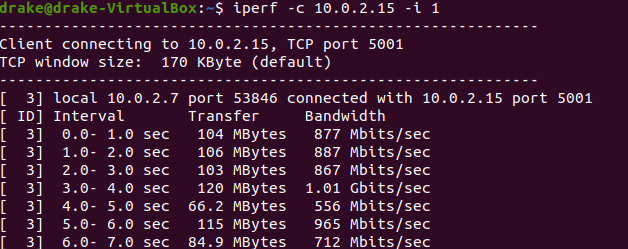 drake@drake-VirtualBox:~$ iperf -c 10.0.2.15 -i 1
------------------------------------------------------------
Client connecting to 10.0.2.15, TCP port 5001
TCP window size:  170 KByte (default)
------------------------------------------------------------
[  3] local 10.0.2.7 port 53846 connected with 10.0.2.15 port 5001
[ ID] Interval       Transfer     Bandwidth
[  3]  0.0- 1.0 sec   104 MBytes   877 Mbits/sec
[  3]  1.0- 2.0 sec   106 MBytes   887 Mbits/sec
[  3]  2.0- 3.0 sec   103 MBytes   867 Mbits/sec
[  3]  3.0- 4.0 sec   120 MBytes  1.01 Gbits/sec
[  3]  4.0- 5.0 sec  66.2 MBytes   556 Mbits/sec
[  3]  5.0- 6.0 sec   115 MBytes   965 Mbits/sec
[  3]  6.0- 7.0 sec  84.9 MBytes   712 Mbits/sec